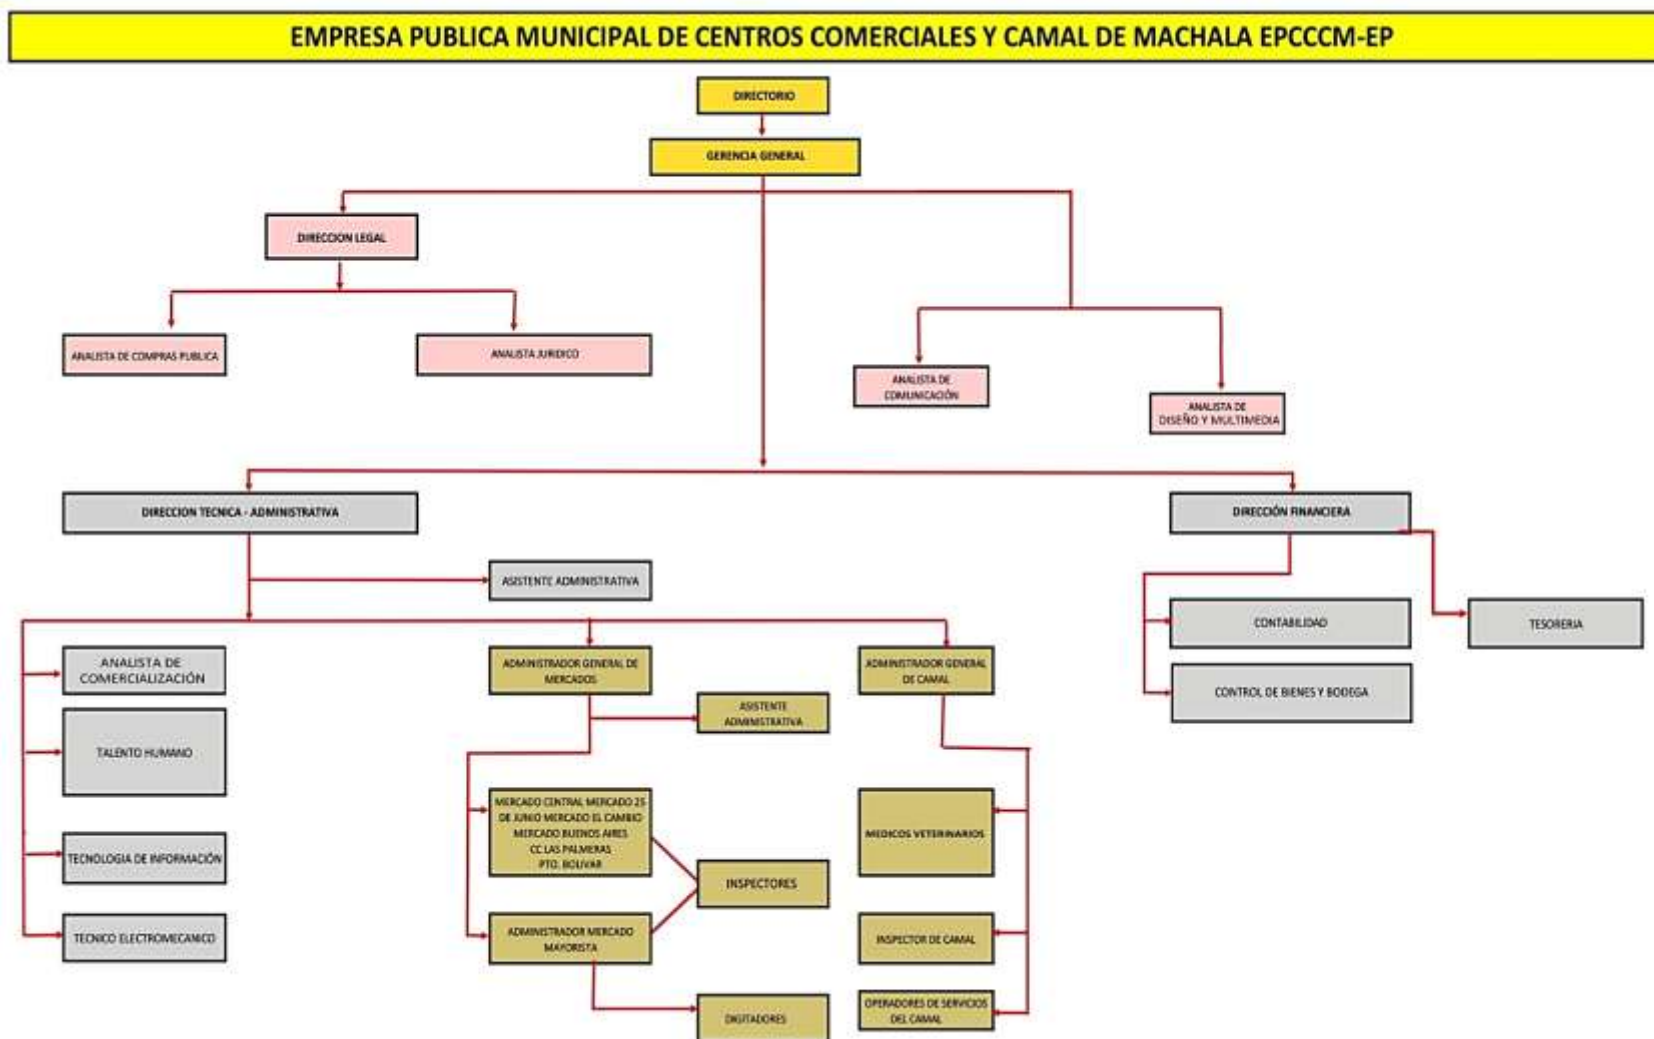 EMPRESA PUBLICA MUNICIPAL DE CENTROS COMERCIALES Y CAMAL DE MACHALA EPCCCM-EP
DIRECTORIO
GERENCIA GENERAL
DIRECCION LEGAL
ANALISTA DE COMPRAS PUBLICA
ANALISTA JURIDICO
ANALISTA DE
COMUNICACIÓN
ANALISTA DE
DISEÑO Y MULTIMEDIA
DIRECCION TECNICA - ADMINISTRATIVA
DIRECCIÓN FINANCIERA
ASISTENTE ADMINISTRATIVA
CONTABILIDAD
TESORERIA
CONTROL DE BIENES Y BODEGA
ANALISTA DE
COMERCIALIZACIÓN
TALENTO HUMANO
TECNOLOGIA DE INFORMACIÓN
TECNICO ELECTROMECANICO
ADMINISTRADOR GENERAL DE
MERCADOS
ASISTENTE
ADMINISTRATIVA
MERCADO CENTRAL MERCADO 25
DE JUNIO MERCADO EL CAMBIO
MERCADO BUENOS AIRES
CC LAS PALMERAS
PTO. BOLIVAR
INSPECTORES
ADMINISTRADOR MERCADO
MAYORISTA
DIGITADORES
ADMINISTRADOR GENERAL
DE CAMAL
MEDICOS VETERINARIOS
INSPECTOR DE CAMAL
OPERADORES DE SERVICIOS
DEL CAMAL